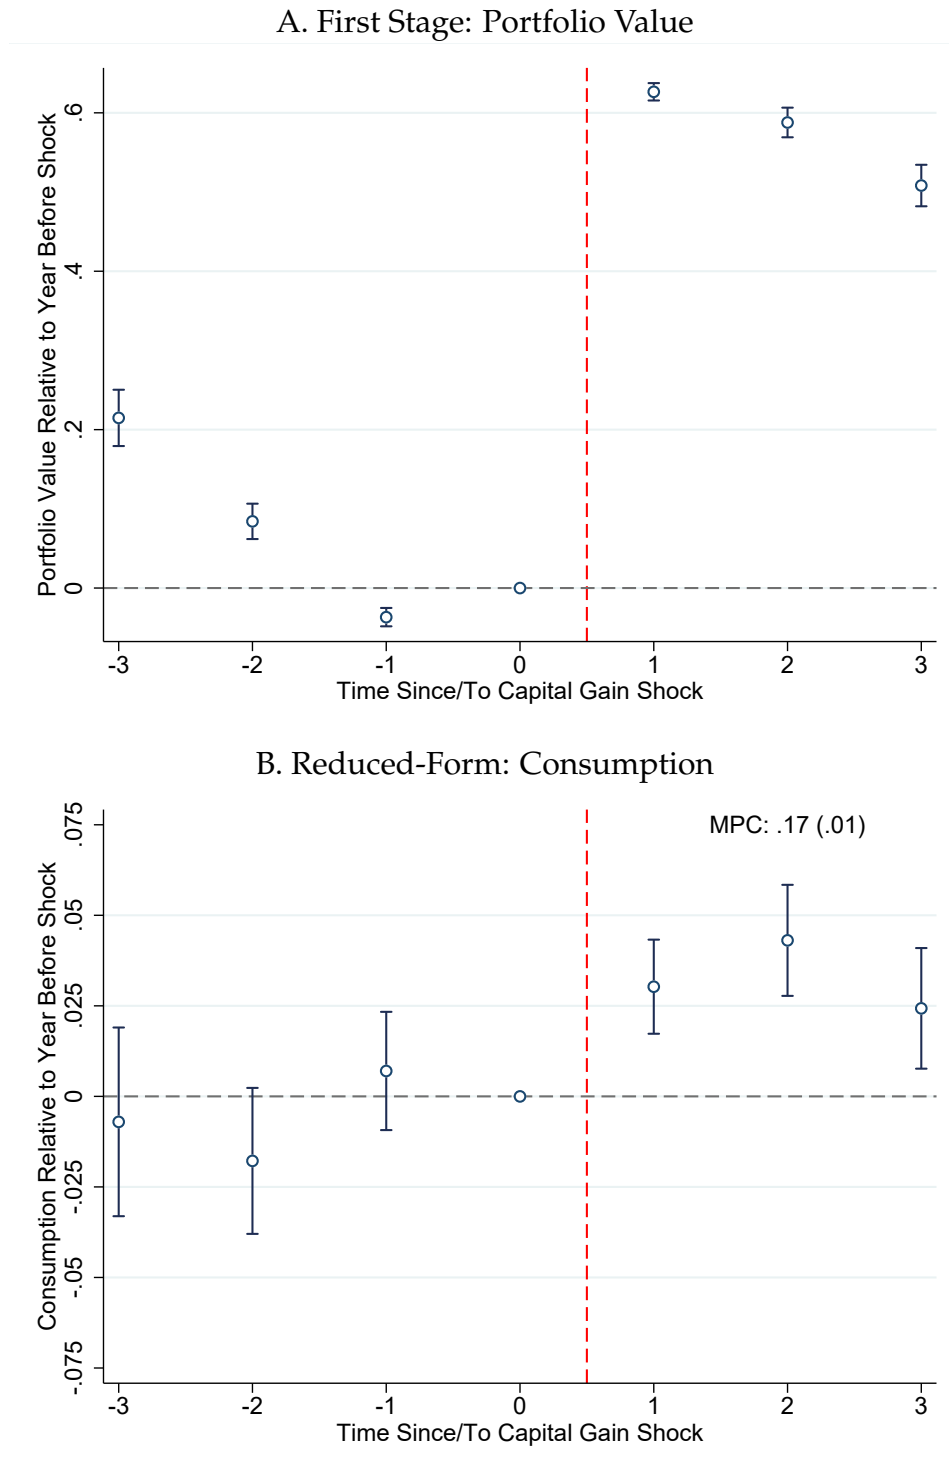 A. First Stage: Portfolio Value
Portfolio Value Relative to Year Before Shock
.6
.4
.2
0
-3 -2 -1 0 1 2 3
Time Since/To Capital Gain Shock
B. Reduced-Form: Consumption
MPC: .17 (.01)
Consumption Relative to Year Before Shock
.075
.05
.025
0
-.025
-.05
-.075
-3 -2 -1 0 1 2 3
Time Since/To Capital Gain Shock